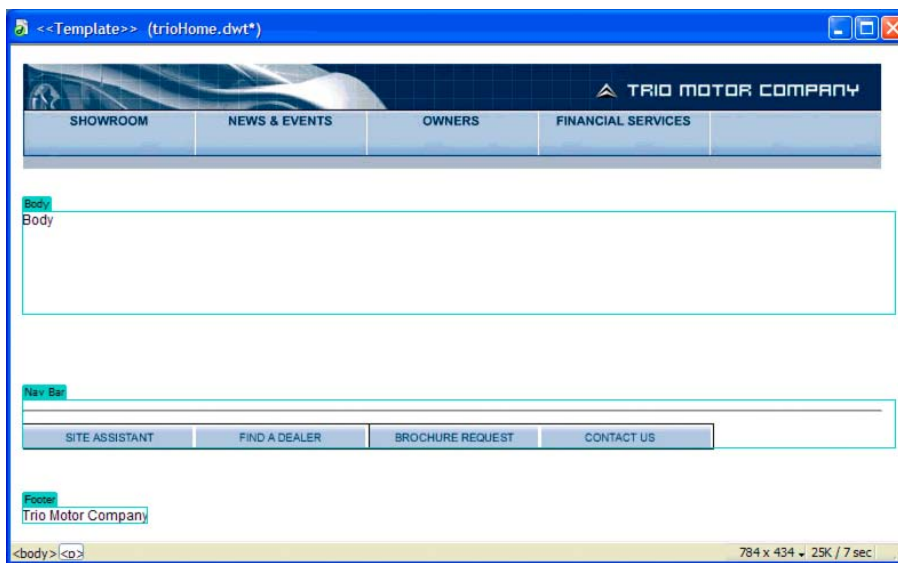 <<Template>> (trioHome.dwt*)
TRIO MOTOR COMPANY
SHOWROOM NEWS & EVENTS OWNERS FINANCIAL SERVICES
Body
Body
Nav Bar
SITE ASSISTANT FIND A DEALER BROCHURE REQUEST CONTACT US
Footer
Trio Motor Company
<body> <p> 784 x 434 25K / 7 sec